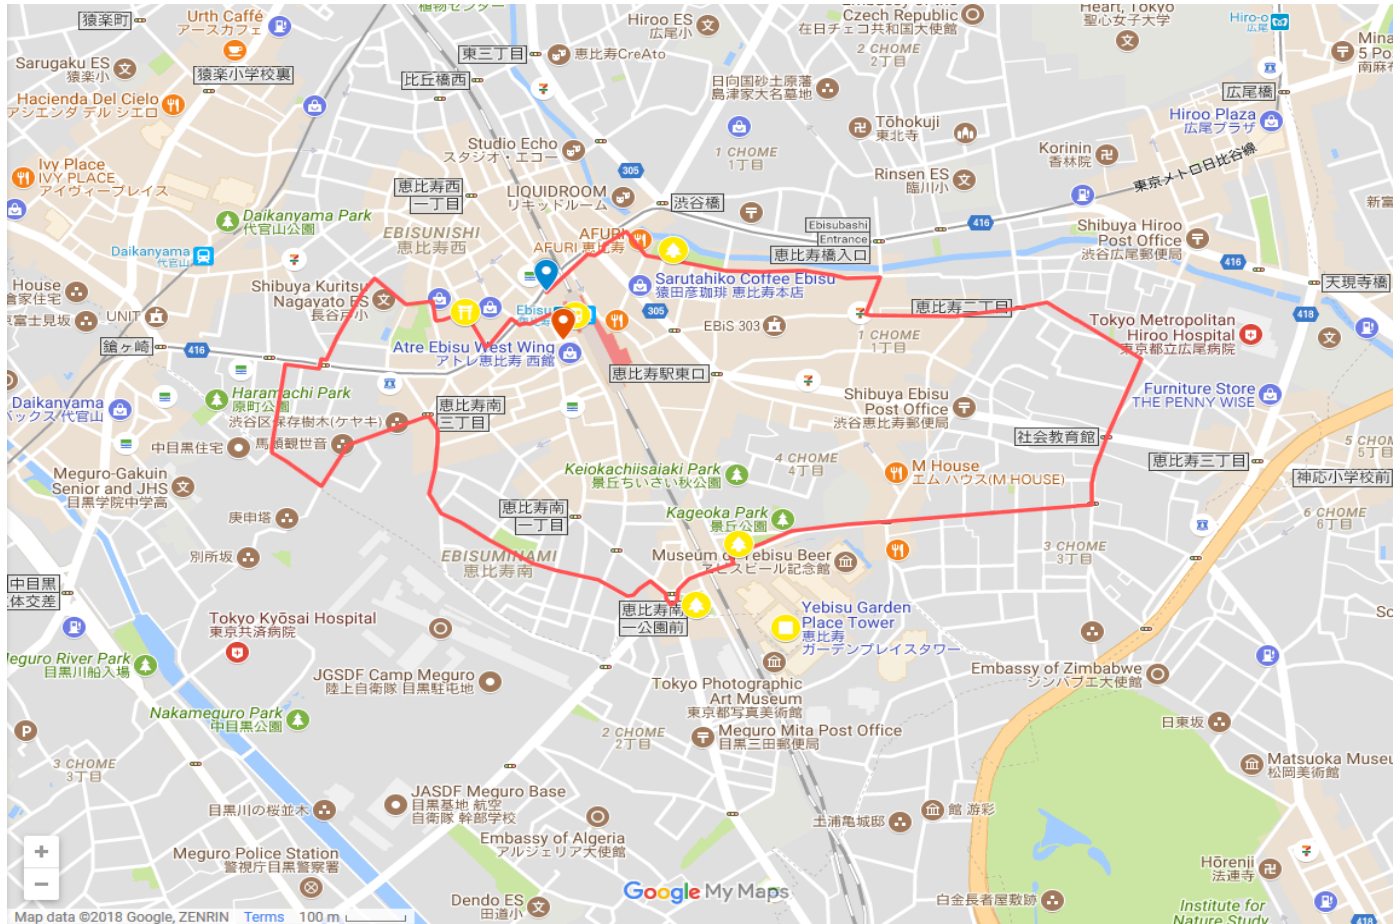 猿楽町
Urth Caffé
アースカフェ
Sarugaku ES
猿楽小
猿楽小学校裏
Hacienda Del Cielo
アシエンダ デル シエロ
Ivy Place
IVY PLACE
アイヴィープレイス
植物センター
Hiroo ES
広尾小
東三丁目
恵比寿CreAto
比丘橋西
Czech Republic
在日チェコ共和国大使館
2 CHOME
2丁目
Heart, Tokyo
聖心女子大学
Hiro-o
広尾
広尾橋
Hiroo Plaza
広尾プラザ
日向国砂土原藩
島津家大名墓地
Tōhokuji
東北寺
Korinin
香林院
Rinsen ES
臨川小
東京メトロ日比谷線
1 CHOME
1丁目
Studio Echo
スタジオ・エコー
305
LIQUIDROOM
リキッドルーム
恵比寿西
一丁目
渋谷橋
Daikanyama Park
代官山公園
EBISUNISHI
恵比寿西
AFURI
AFURI 恵比寿
Ebisubashi
Entrance
恵比寿橋入口
416
Shibuya Hiroo
Post Office
渋谷広尾郵便局
416
Daikanyama
代官山
Shibuya Kuritsu
Nagayato ES
長谷戸小
Sarutahiko Coffee Ebisu
猿田彦珈琲 恵比寿本店
天現寺橋
House
UNIT
Ebisu
305
EBiS 303
恵比寿二丁目
1 CHOME
1丁目
418
Tokyo Metropolitan
Hiroo Hospital
東京都立広尾病院
鎗ヶ崎
416
Atre Ebisu West Wing
アトレ恵比寿 西館
恵比寿駅東口
Haramachi Park
原町公園
Daikanyama
渋谷区保存樹木(ケヤキ)
恵比寿南
三丁目
Shibuya Ebisu
Post Office
渋谷恵比寿郵便局
Furniture Store
THE PENNY WISE
中目黒住宅
馬頭観世音
社会教育館
Meguro-Gakuin
Senior and JHS
目黒学院中学高
Keiokachiisaiaki Park
景丘ちいさい秋公園
4 CHOME
4丁目
M House
エム ハウス(M HOUSE)
恵比寿三丁目
神応小学校前
庚申塔
恵比寿南
一丁目
Kageoka Park
景丘公園
6 CHOME
6丁目
別所坂
EBISUMINAMI
恵比寿南
3 CHOME
3丁目
中目黒
恵比寿南
一公園前
Yebisu Garden
Place Tower
恵比寿
ガーデンプレイスタワー
Tokyo Kyōsai Hospital
東京共済病院
Meguro River Park
目黒川船入場
JGSDF Camp Meguro
陸上自衛隊 目黒駐屯地
Embassy of Zimbabwe
ジンバブエ大使館
Tokyo Photographic
Art Museum
東京都写真美術館
Nakameguro Park
中目黒公園
2 CHOME
2丁目
Meguro Mita Post Office
目黒三田郵便局
日東坂
3 CHOME
3丁目
松岡美術館
JASDF Meguro Base
目黒基地 航空
自衛隊 幹部学校
目黒川の桜並木
Embassy of Algeria
アルジェリア大使館
土浦亀城邸
館 游彩
Meguro Police Station
警視庁目黒警察署
Hōrenji
法連寺
Dendo ES
田道小
白金長者屋敷跡
Institute for
Nature Study
418
Google My Maps
Map data ©2018 Google, ZENRIN Terms 100 m